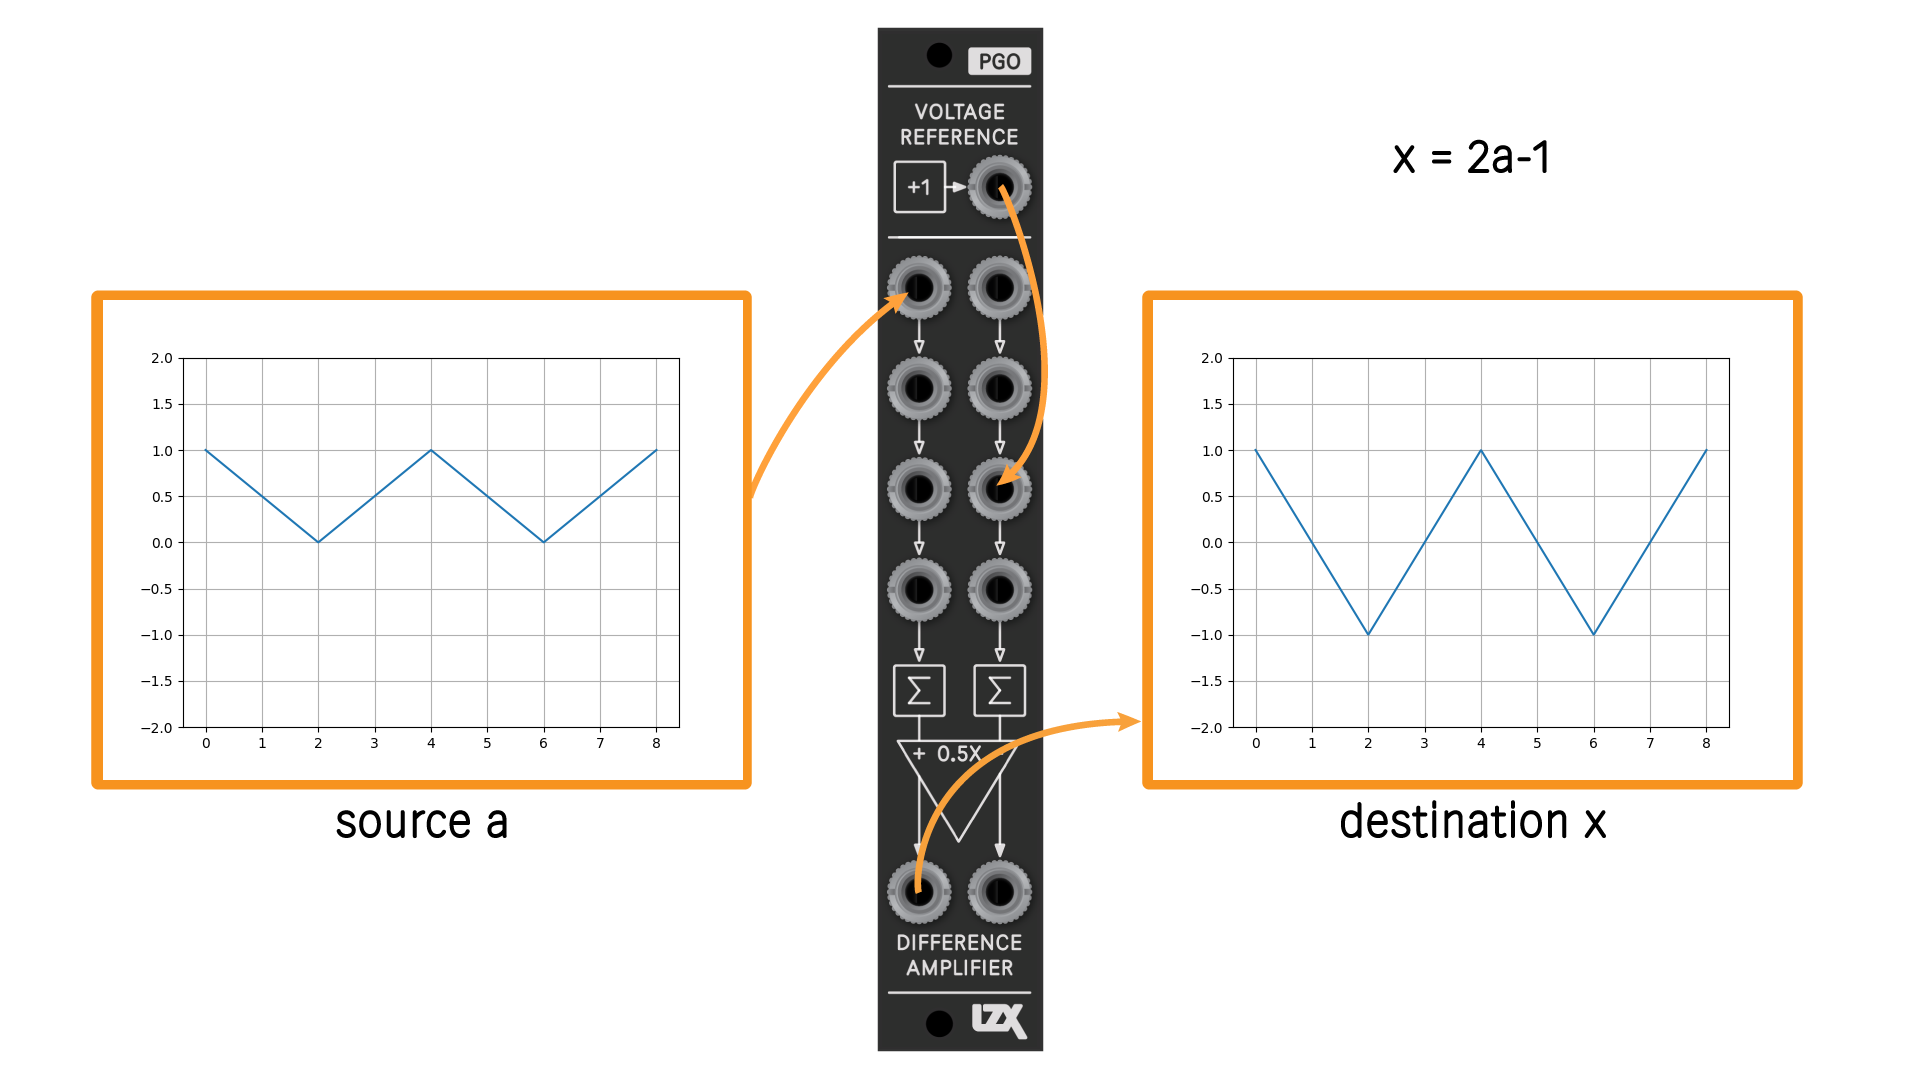 PGO
VOLTAGE
REFERENCE
+1
x = 2a-1
2.0
1.5
1.0
0.5
0.0
−0.5
−1.0
−1.5
−2.0
0 1 2 3 4 5 6 7 8
source a
2.0
1.5
1.0
0.5
0.0
−0.5
−1.0
−1.5
−2.0
0 1 2 3 4 5 6 7 8
destination x
Σ Σ
+ 0.5X -
DIFFERENCE
AMPLIFIER
LZX